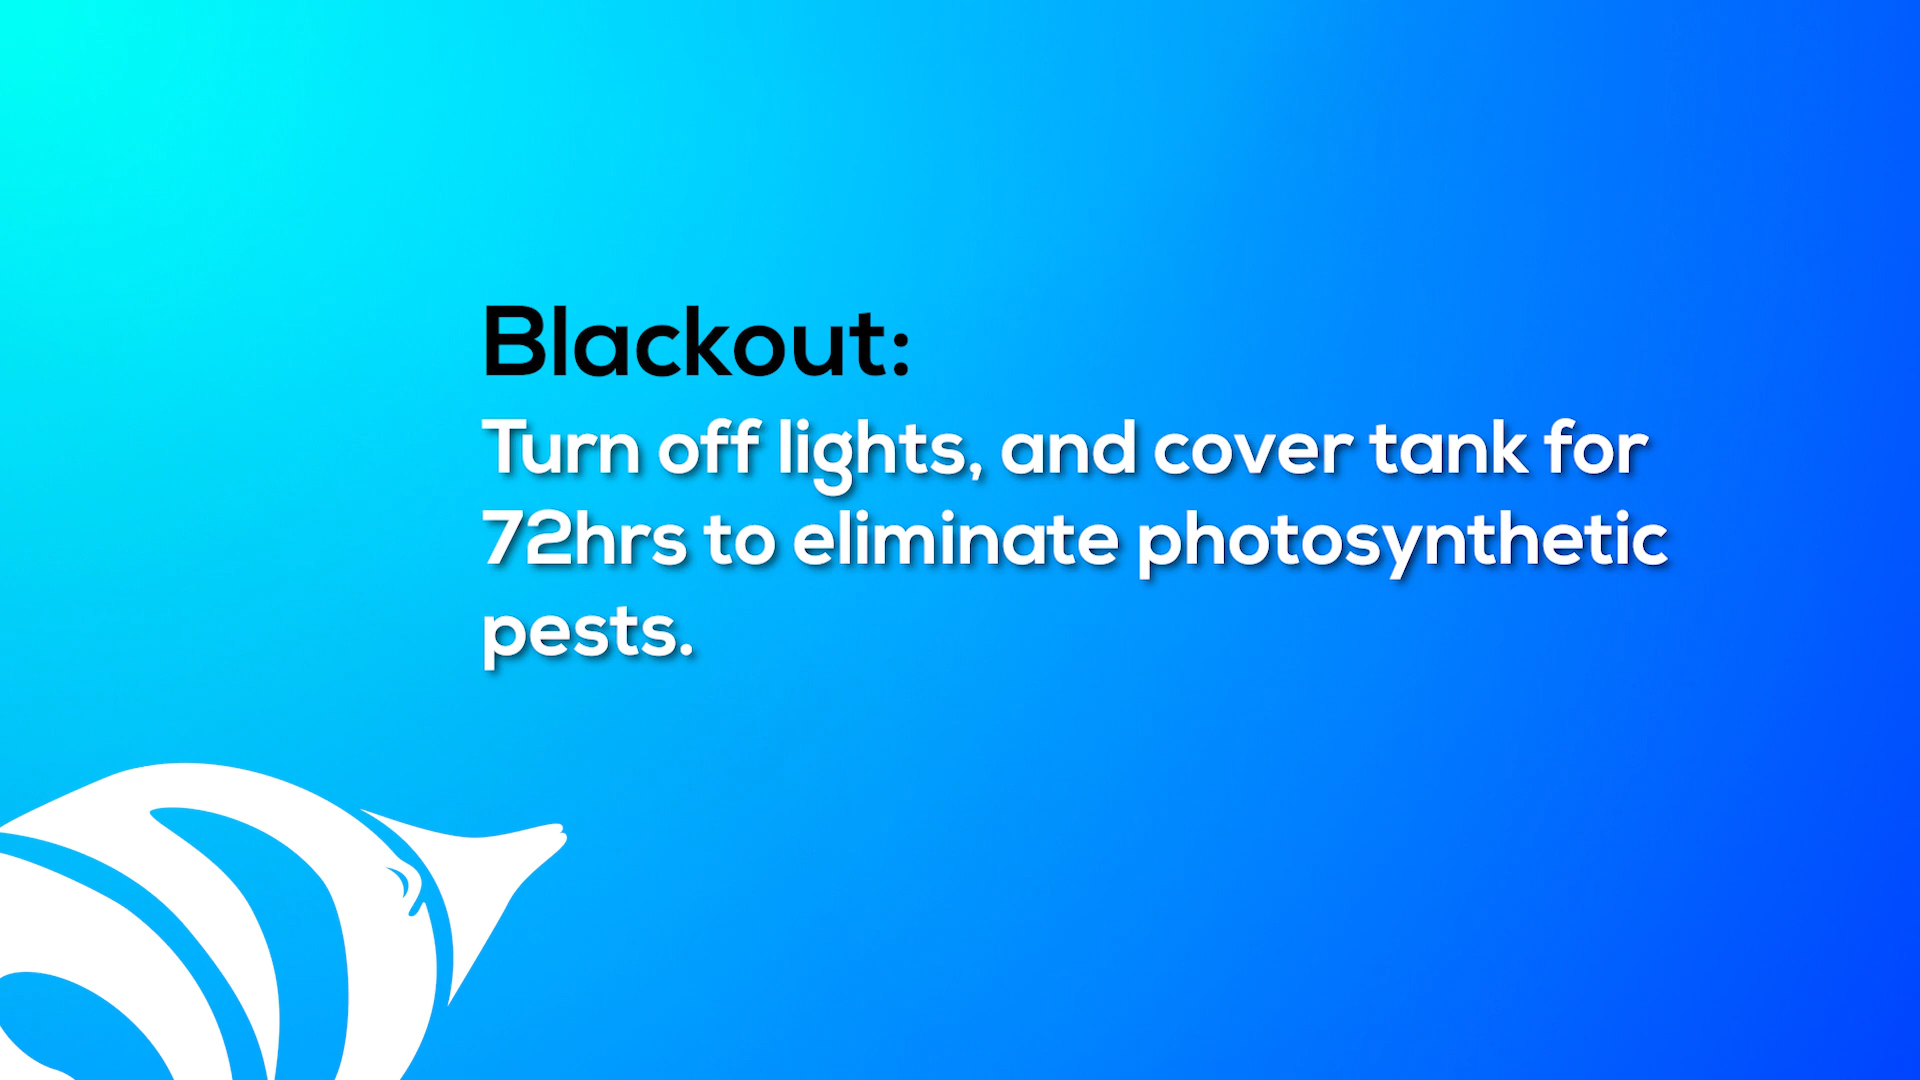 Blackout:
Turn off lights, and cover tank for
72hrs to eliminate photosynthetic
pests.